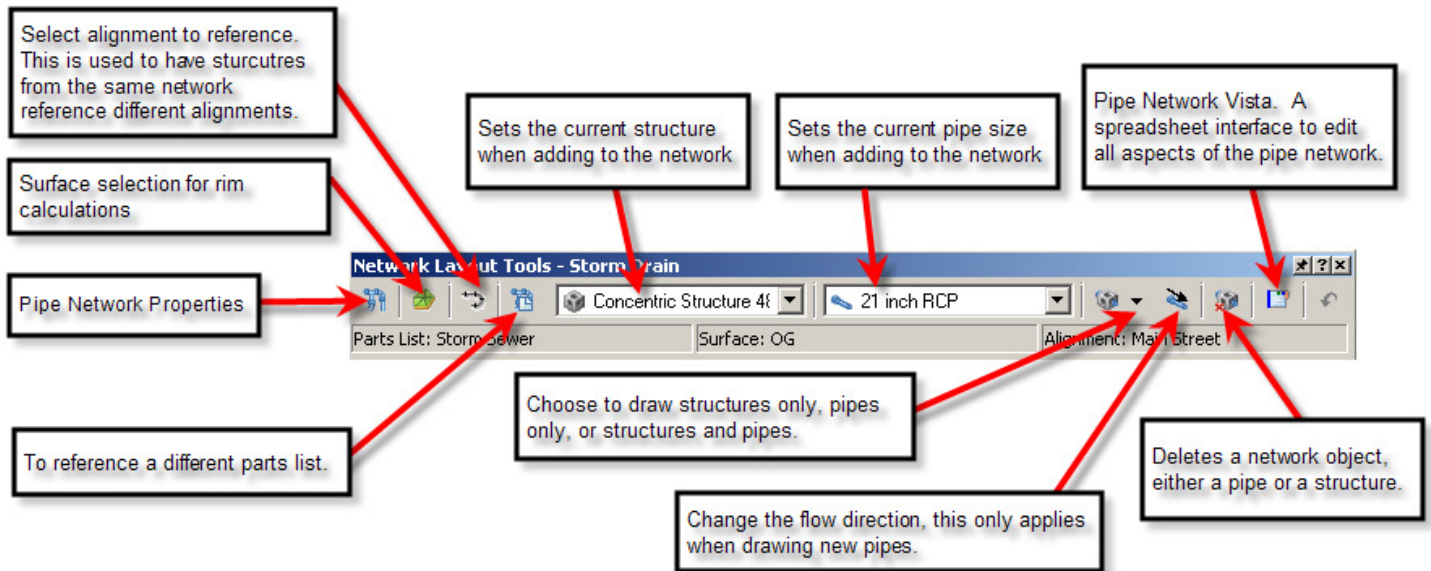 Select alignment to reference.
This is used to have sturcutres
from the same network
reference different alignments.
Sets the current structure
when adding to the network
Sets the current pipe size
when adding to the network
Pipe Network Vista. A
spreadsheet interface to edit
all aspects of the pipe network.
Surface selection for rim
calculations
Pipe Network Properties
Network Layout Tools - Storm Drain
Concentric Structure 48
21 inch RCP
Parts List: Storm Sewer
Surface: OG
Alignment: Main Street
To reference a different parts list.
Choose to draw structures only, pipes
only, or structures and pipes.
Change the flow direction, this only applies
when drawing new pipes.
Deletes a network object,
either a pipe or a structure.